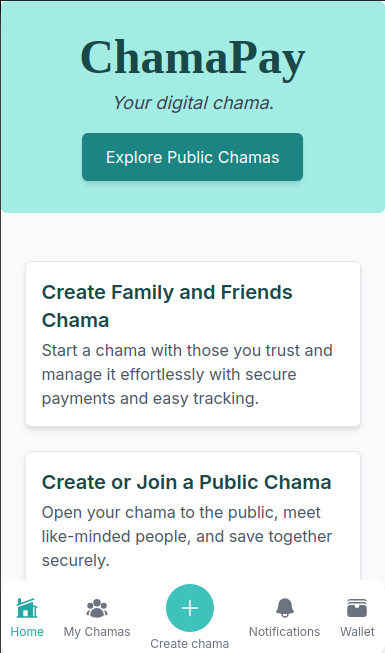 ChamaPay
Your digital chama.
Explore Public Chamas
Create Family and Friends
Chama
Start a chama with those you trust and
manage it effortlessly with secure
payments and easy tracking.
Create or Join a Public Chama
Open your chama to the public, meet
like-minded people, and save together
securely.
Home
My Chamas
Create chama
Notifications
Wallet